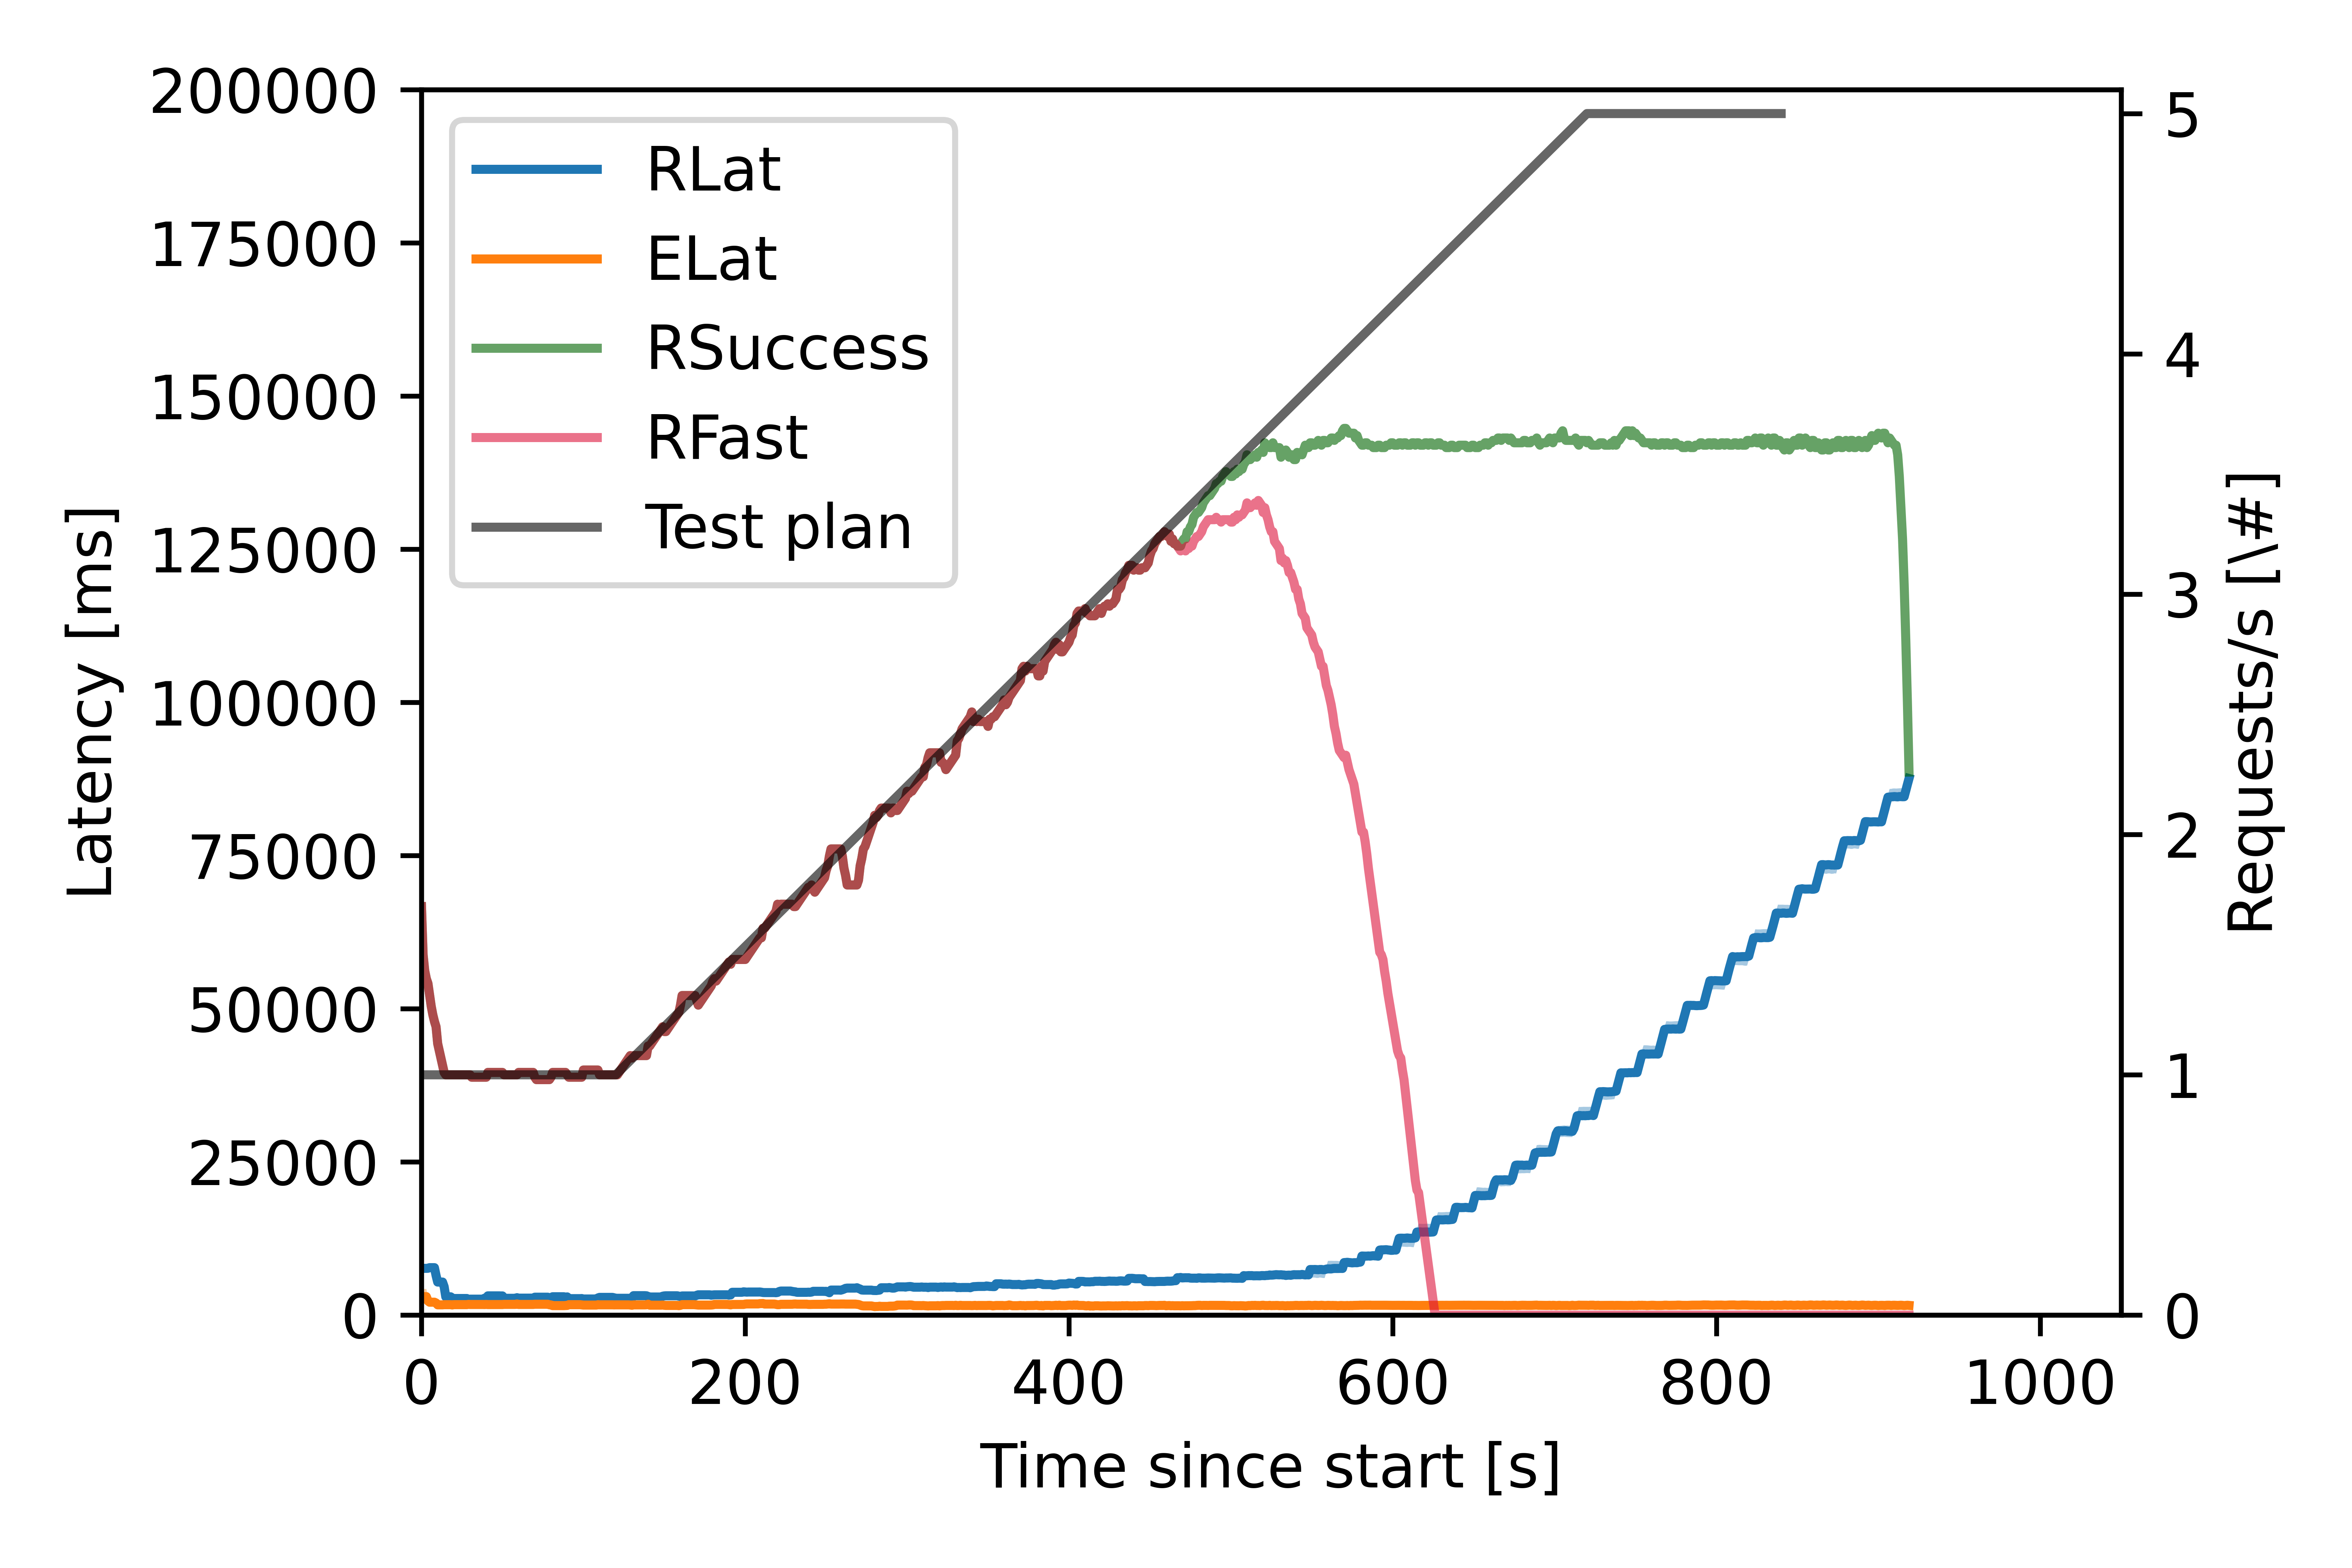 200000
175000
150000
125000
100000
75000
50000
25000
0
Latency [ms]
RLat
ELat
RSuccess
RFast
Test plan
5
4
3
2
1
0
Requests/s [\#]
0 200 400 600 800 1000
Time since start [s]